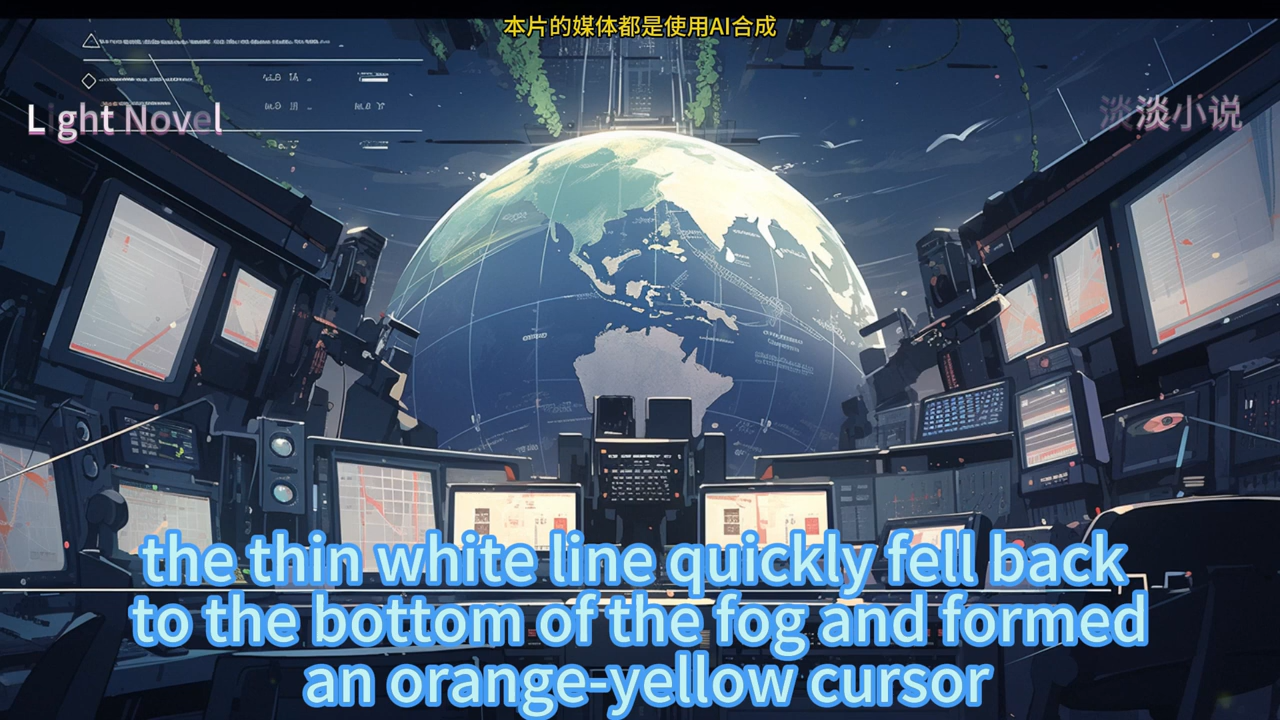 本片的媒体都是使用AI合成
Light Novel
淡淡小说
the thin white line quickly fell back
to the bottom of the fog and formed
an orange-yellow cursor